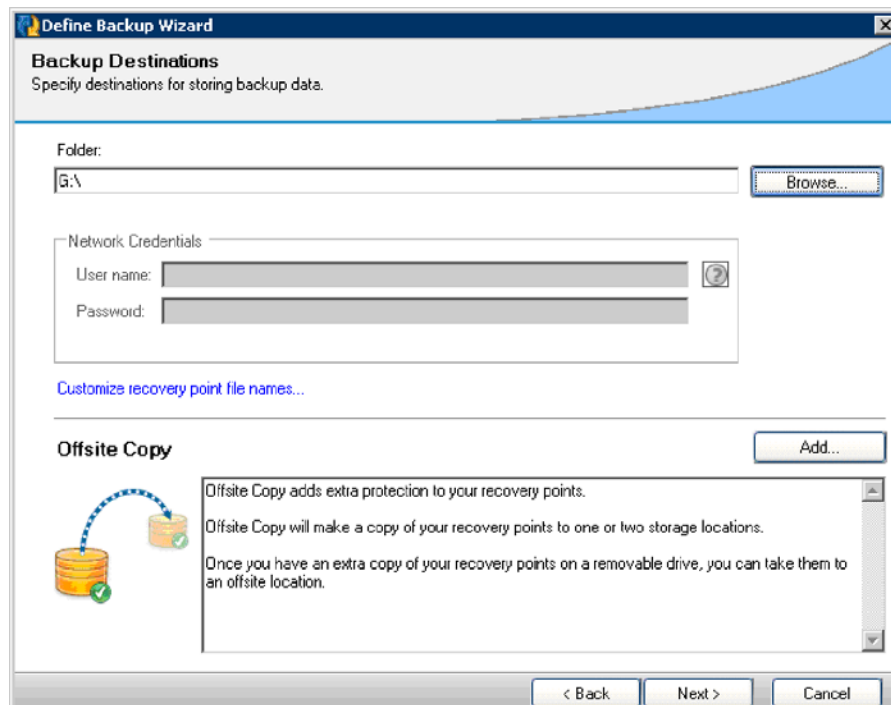 Define Backup Wizard
Backup Destinations
Specify destinations for storing backup data.
Folder:
G:\
Browse...
Network Credentials
User name:
?
Password:
Customize recovery point file names...
Offsite Copy
Add...
Offsite Copy adds extra protection to your recovery points.
Offsite Copy will make a copy of your recovery points to one or two storage locations.
Once you have an extra copy of your recovery points on a removable drive, you can take them to
an offsite location.
< Back
Next >
Cancel